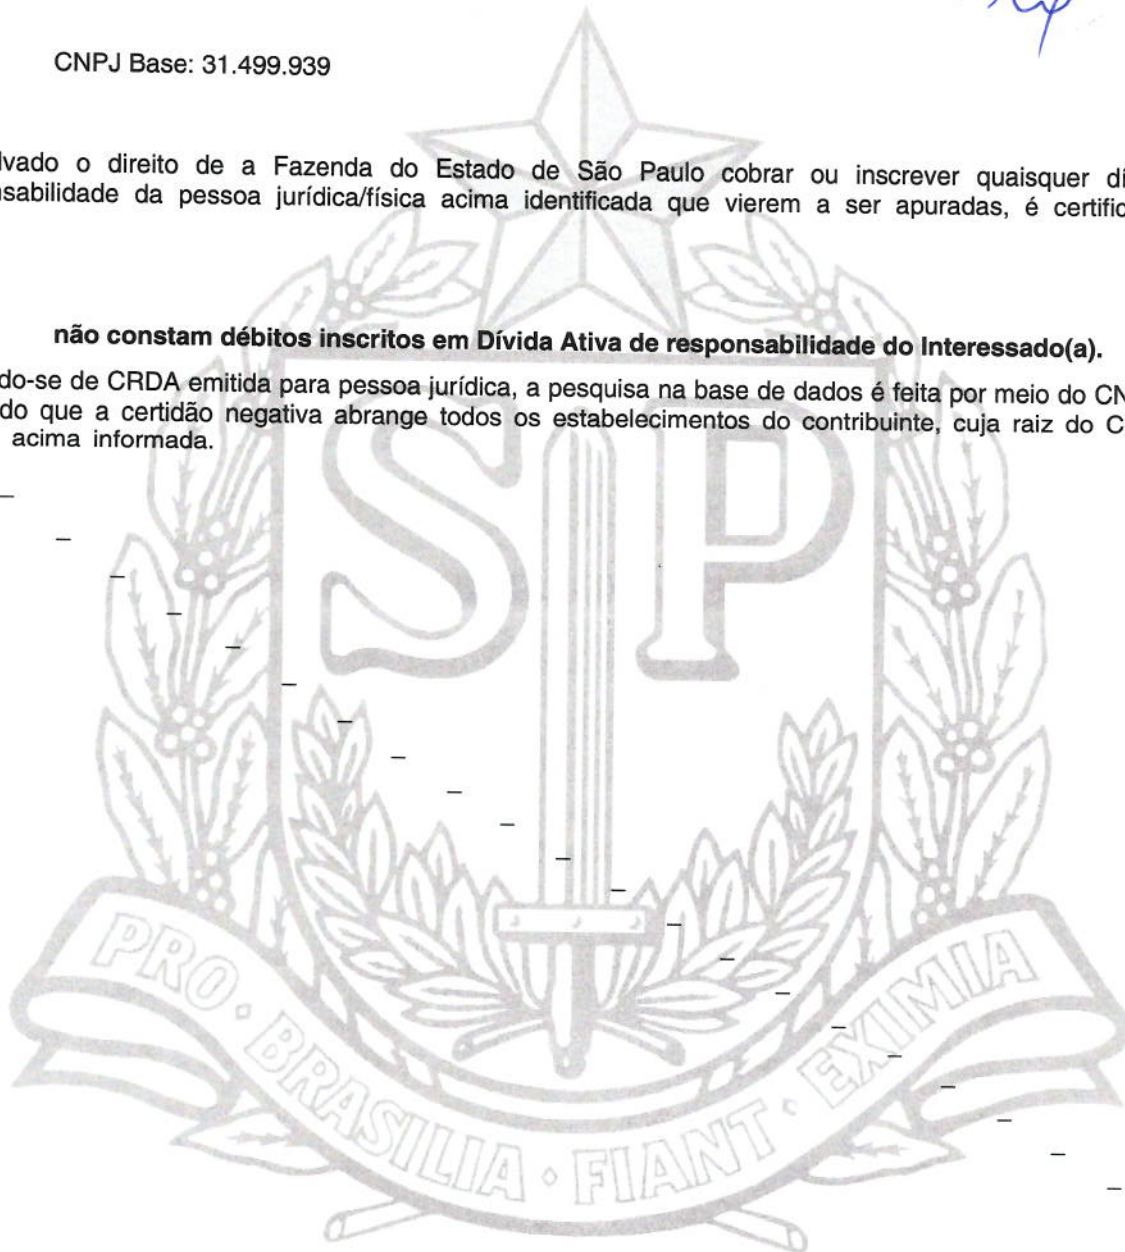 CNPJ Base: 31.499.939
lvado o direito de a Fazenda do Estado de São Paulo cobrar ou inscrever quaisquer dí
nsabilidade da pessoa jurídica/física acima identificada que vierem a ser apuradas, é certific
não constam débitos inscritos em Dívida Ativa de responsabilidade do Interessado(a).
do-se de CRDA emitida para pessoa jurídica, a pesquisa na base de dados é feita por meio do CN
do que a certidão negativa abrange todos os estabelecimentos do contribuinte, cuja raiz do C
acima informada.
SP
PRO · BRASILIA · FIANT · EXIMIA